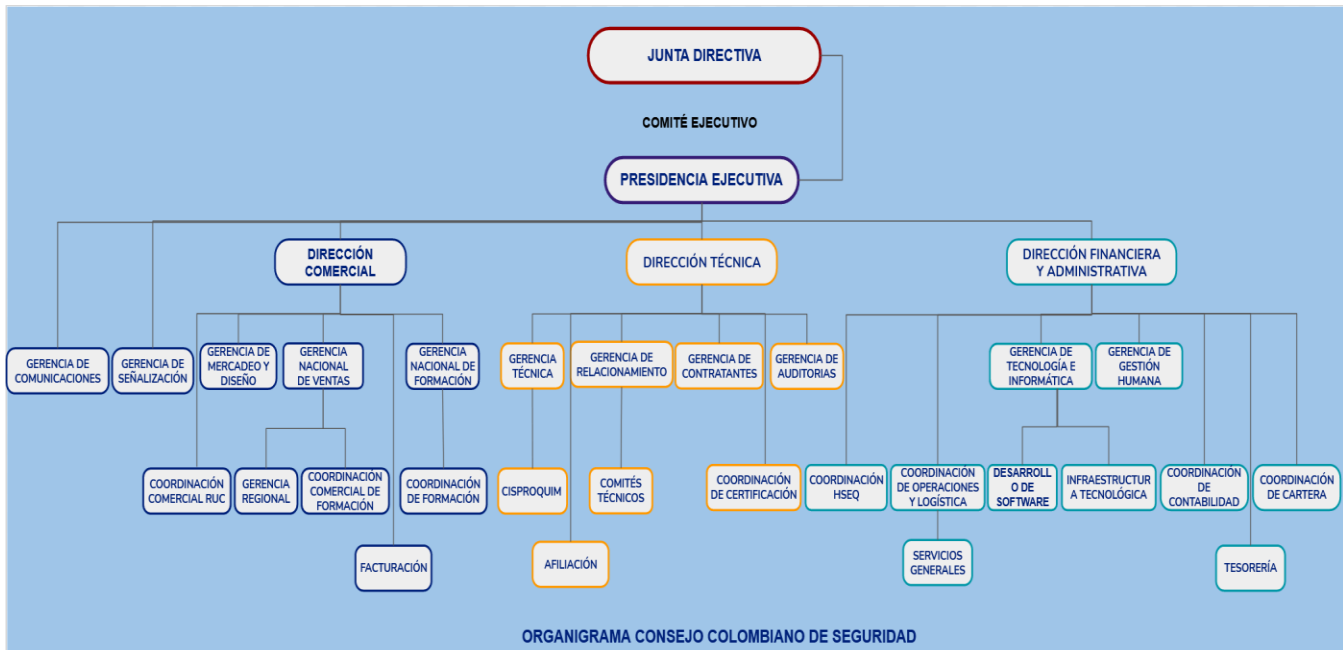 JUNTA DIRECTIVA
COMITÉ EJECUTIVO
PRESIDENCIA EJECUTIVA
DIRECCIÓN
COMERCIAL
DIRECCIÓN TÉCNICA
DIRECCIÓN FINANCIERA
Y ADMINISTRATIVA
GERENCIA DE
COMUNICACIONES
GERENCIA DE
SEÑALIZACIÓN
GERENCIA DE
MERCADEO Y
DISEÑO
GERENCIA
NACIONAL
DE VENTAS
GERENCIA
NACIONAL DE
FORMACIÓN
GERENCIA
TÉCNICA
GERENCIA DE
RELACIONAMIENTO
GERENCIA DE
CONTRATANTES
GERENCIA DE
AUDITORIAS
GERENCIA DE
TECNOLOGÍA E
INFORMÁTICA
GERENCIA DE
GESTIÓN
HUMANA
COORDINACIÓN
COMERCIAL RUC
GERENCIA
REGIONAL
COORDINACIÓN
COMERCIAL DE
FORMACIÓN
COORDINACIÓN
DE FORMACIÓN
CISPROQUIM
COMITÉS
TÉCNICOS
COORDINACIÓN
DE CERTIFICACIÓN
COORDINACIÓN
HSEQ
COORDINACIÓN
DE OPERACIONES
Y LOGÍSTICA
DESARROLL
O DE
SOFTWARE
INFRAESTRUCTUR
A TECNOLÓGICA
COORDINACIÓN
DE
CONTABILIDAD
COORDINACIÓN
DE CARTERA
FACTURACIÓN
AFILIACIÓN
SERVICIOS
GENERALES
TESORERÍA
ORGANIGRAMA CONSEJO COLOMBIANO DE SEGURIDAD